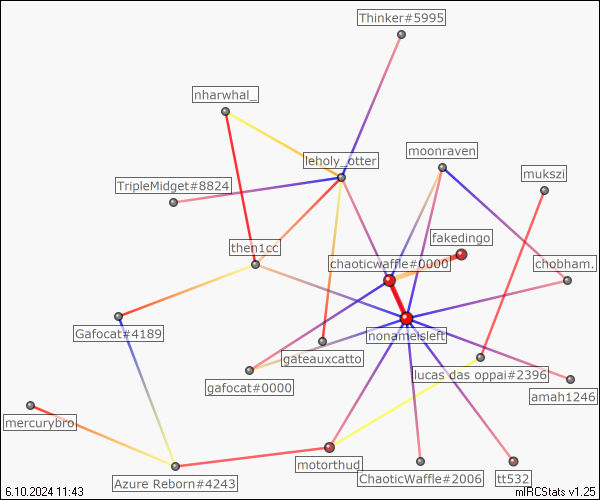 Thinker#5995
nharwhal_
moonraven
leholy_otter
mukszi
TripleMidget#8824
fakedingo
then1cc
chaoticwaffle#0000
chobham.
Gafocat#4189
nonameisleft
gateauxcatto
lucas das oppai#2396
gafocat#0000
amah1246
mercurybro
motorthud
Azure Reborn#4243
ChaoticWaffle#2006
tt532
6.10.2024 11:43
mIRCStats v1.25